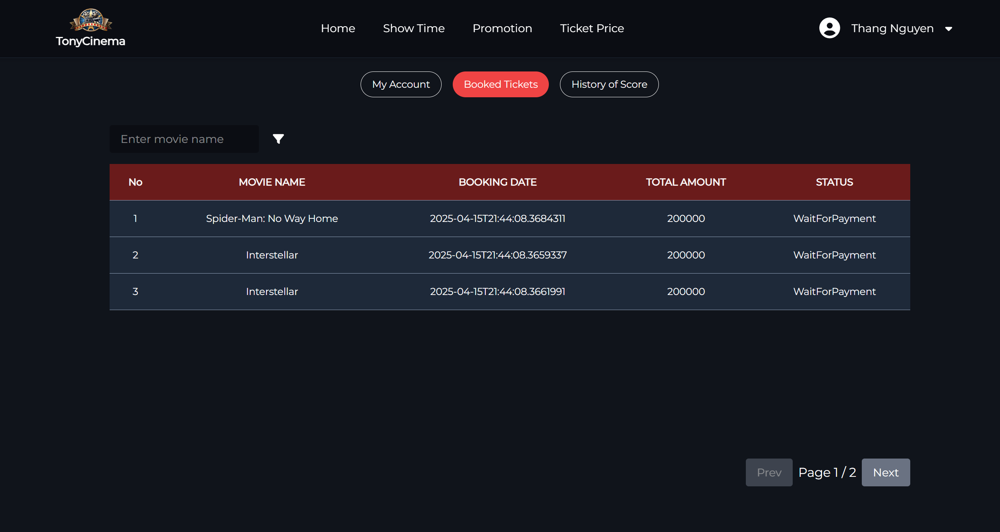 TonyCinema
Home Show Time Promotion Ticket Price
Thang Nguyen
My Account Booked Tickets History of Score
Enter movie name
No MOVIE NAME BOOKING DATE TOTAL AMOUNT STATUS
1 Spider-Man: No Way Home 2025-04-15T21:44:08.3684311 200000 WaitForPayment
2 Interstellar 2025-04-15T21:44:08.3659337 200000 WaitForPayment
3 Interstellar 2025-04-15T21:44:08.3661991 200000 WaitForPayment
Prev Page 1 / 2 Next